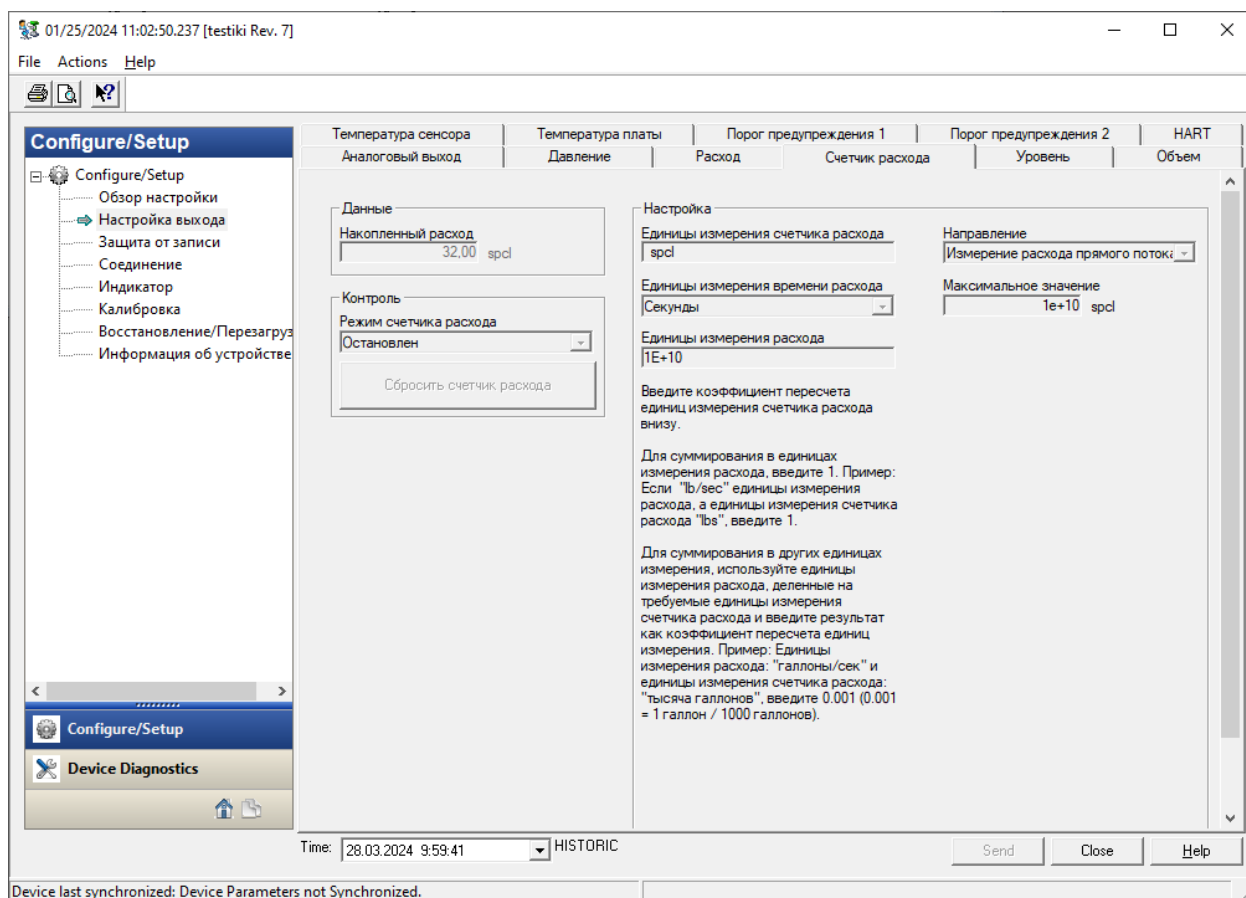 01/25/2024 11:02:50.237 [testiki Rev. 7]
File Actions Help
Configure/Setup
Configure/Setup
Обзор настройки
Настройка выхода
Защита от записи
Соединение
Индикатор
Калибровка
Восстановление/Перезагруз
Информация об устройстве
Configure/Setup
Device Diagnostics
Температура сенсора Температура платы Порог предупреждения 1 Порог предупреждения 2 HART
Аналоговый выход Давление Расход Счетчик расхода Уровень Объем
Данные
Накопленный расход
32,00 spcl
Контроль
Режим счетчика расхода
Остановлен
Сбросить счетчик расхода
Настройка
Единицы измерения счетчика расхода
spcl
Единицы измерения времени расхода
Секунды
Единицы измерения расхода
1E+10
Введите коэффициент пересчета
единиц измерения счетчика расхода
внизу.
Для суммирования в единицах
измерения расхода, введите 1. Пример:
Если "lb/sec" единицы измерения
расхода, а единицы измерения счетчика
расхода "lbs", введите 1.
Для суммирования в других единицах
измерения, используйте единицы
измерения расхода, деленные на
требуемые единицы измерения
счетчика расхода и введите результат
как коэффициент пересчета единиц
измерения. Пример: Единицы
измерения расхода: "галлоны/сек" и
единицы измерения счетчика расхода:
"тысяча галлонов", введите 0.001 (0.001
= 1 галлон / 1000 галлонов).
Направление
Измерение расхода прямого потока
Максимальное значение
1e+10 spcl
Time: 28.03.2024 9:59:41 HISTORIC
Send Close Help
Device last synchronized: Device Parameters not Synchronized.